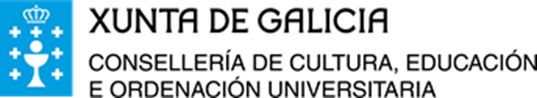 XUNTA DE GALICIA
CONSELLERÍA DE CULTURA, EDUCACIÓN
E ORDENACIÓN UNIVERSITARIA